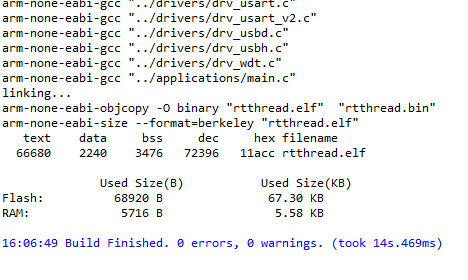 arm-none-eabi-gcc "../drivers/drv_usart.c"
arm-none-eabi-gcc "../drivers/drv_usart_v2.c"
arm-none-eabi-gcc "../drivers/drv_usbd.c"
arm-none-eabi-gcc "../drivers/drv_usbh.c"
arm-none-eabi-gcc "../drivers/drv_wdt.c"
arm-none-eabi-gcc "../applications/main.c"
linking...
arm-none-eabi-objcopy -O binary "rtthread.elf"  "rtthread.bin"
arm-none-eabi-size --format=berkeley "rtthread.elf"
   text    data     bss     dec     hex filename
  66680    2240    3476   72396   11acc rtthread.elf
              Used Size(B)           Used Size(KB)
Flash:          68920 B               67.30 KB
RAM:             5716 B                5.58 KB
16:06:49 Build Finished. 0 errors, 0 warnings. (took 14s.469ms)